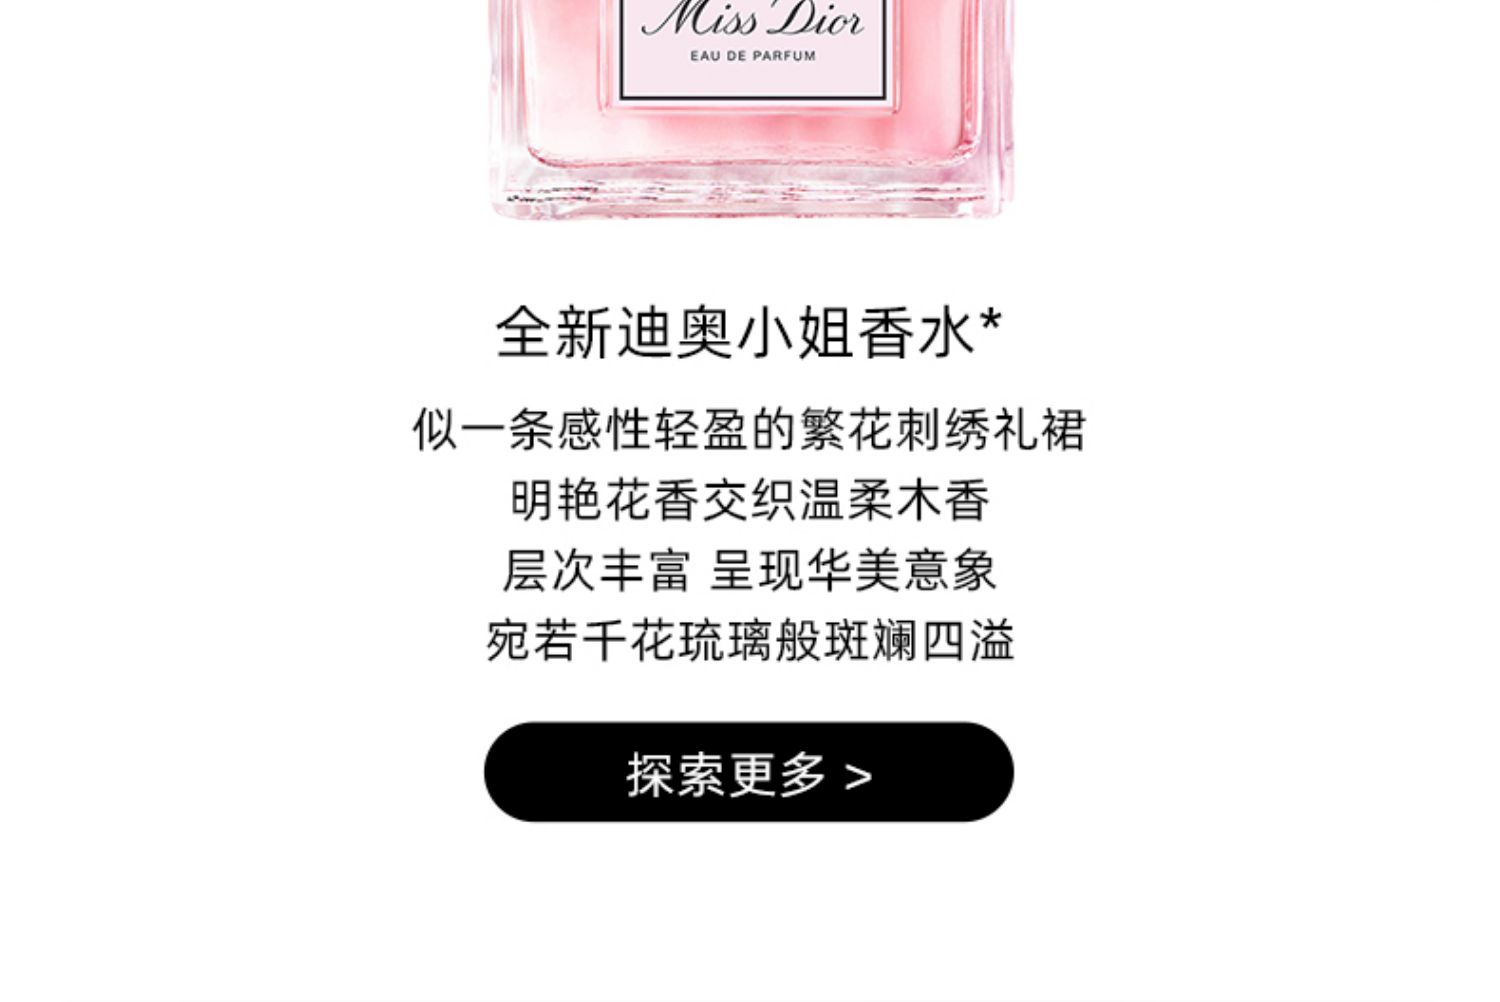 Miss Dior
EAU DE PARFUM
全新迪奥小姐香水*
似一条感性轻盈的繁花刺绣礼裙
明艳花香交织温柔木香
层次丰富 呈现华美意象
宛若千花琉璃般斑斓四溢
探索更多 >